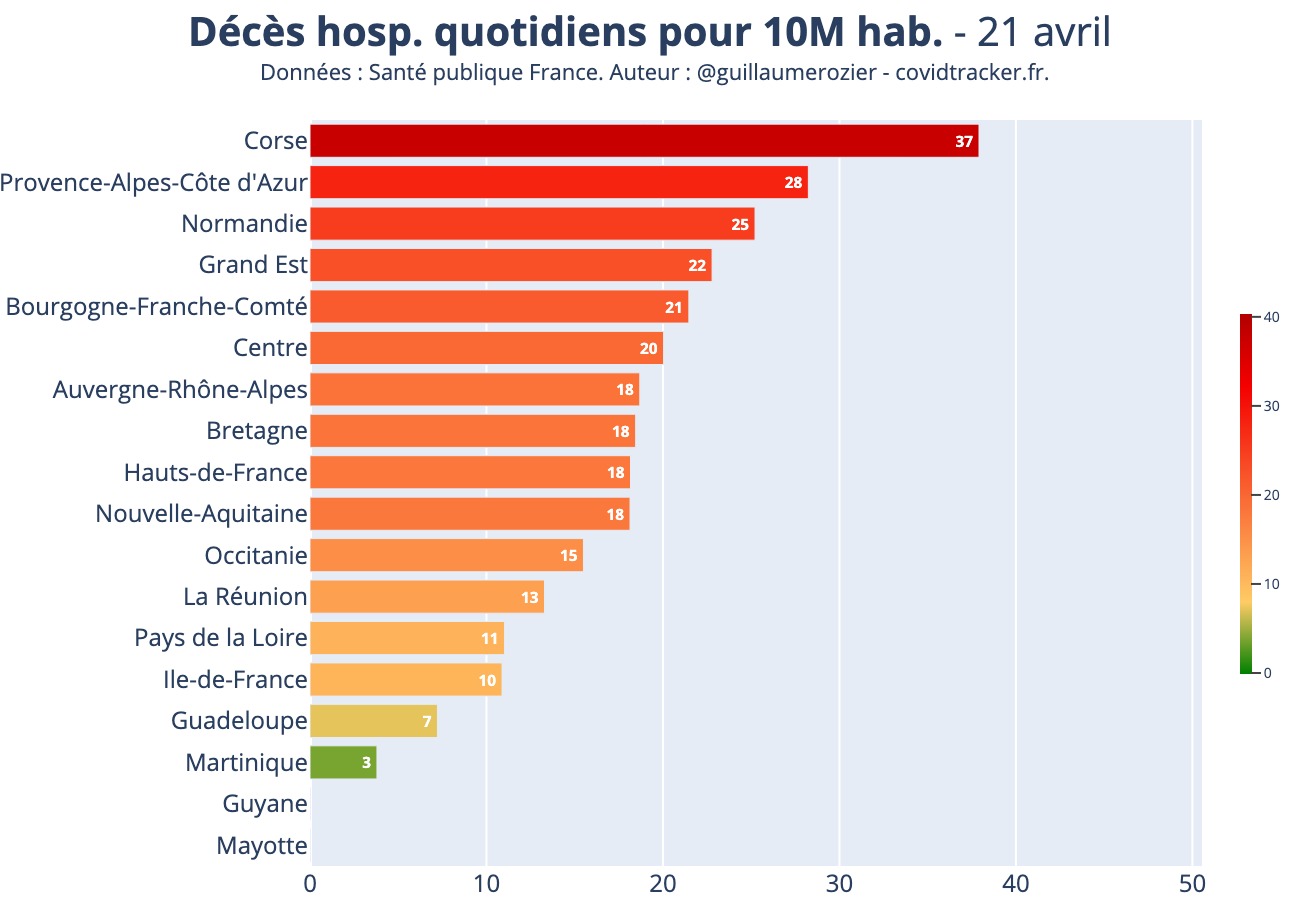 Décès hosp. quotidiens pour 10M hab. - 21 avril
Données : Santé publique France. Auteur : @guillaumerozier - covidtracker.fr.
Corse 37
Provence-Alpes-Côte d'Azur 28
Normandie 25
Grand Est 22
Bourgogne-Franche-Comté 21
Centre 20
Auvergne-Rhône-Alpes 18
Bretagne 18
Hauts-de-France 18
Nouvelle-Aquitaine 18
Occitanie 15
La Réunion 13
Pays de la Loire 11
Ile-de-France 10
Guadeloupe 7
Martinique 3
Guyane
Mayotte
0 10 20 30 40 50
40
30
20
10
0